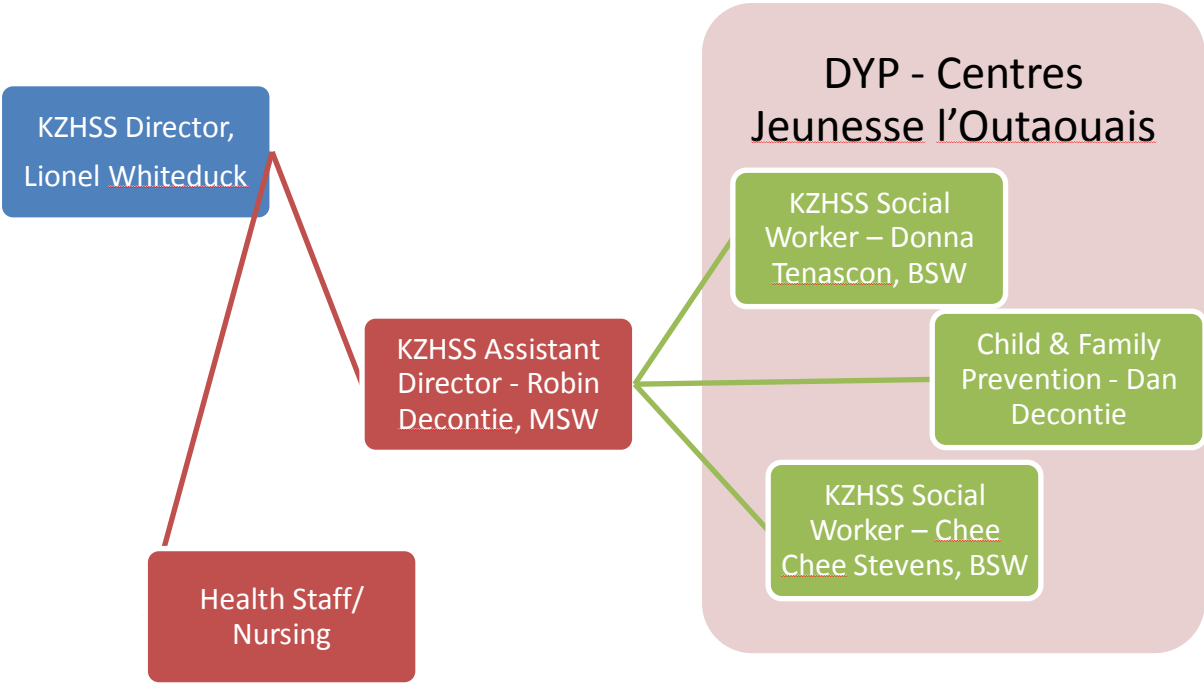 DYP - Centres
Jeunesse l’Outaouais
KZHSS Director,
Lionel Whiteduck
KZHSS Social
Worker – Donna
Tenascon, BSW
KZHSS Assistant
Director - Robin
Decontie, MSW
Child & Family
Prevention - Dan
Decontie
KZHSS Social
Worker – Chee
Chee Stevens, BSW
Health Staff/
Nursing